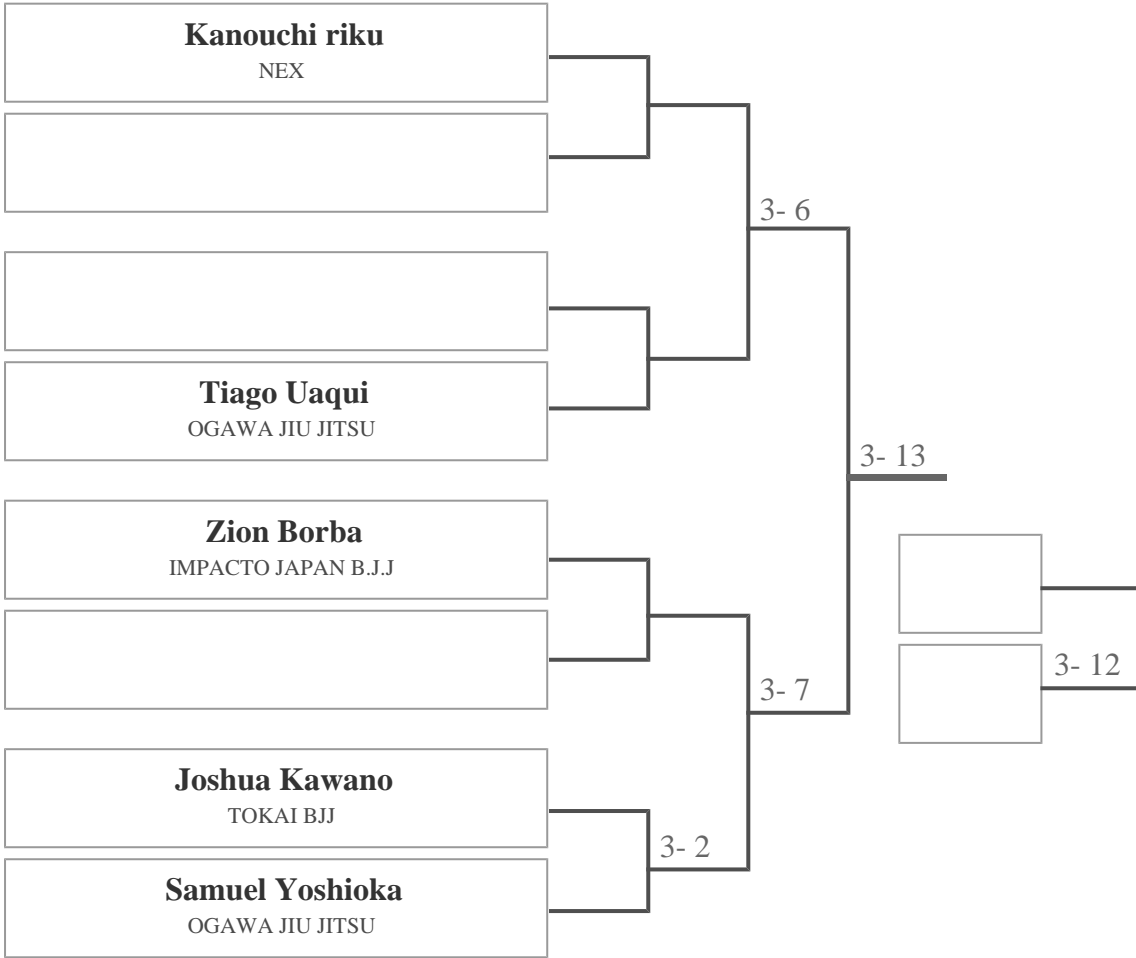 Kanouchi riku
NEX
3- 6
Tiago Uaqui
OGAWA JIU JITSU
3- 13
Zion Borba
IMPACTO JAPAN B.J.J
3- 12
3- 7
Joshua Kawano
TOKAI BJJ
3- 2
Samuel Yoshioka
OGAWA JIU JITSU